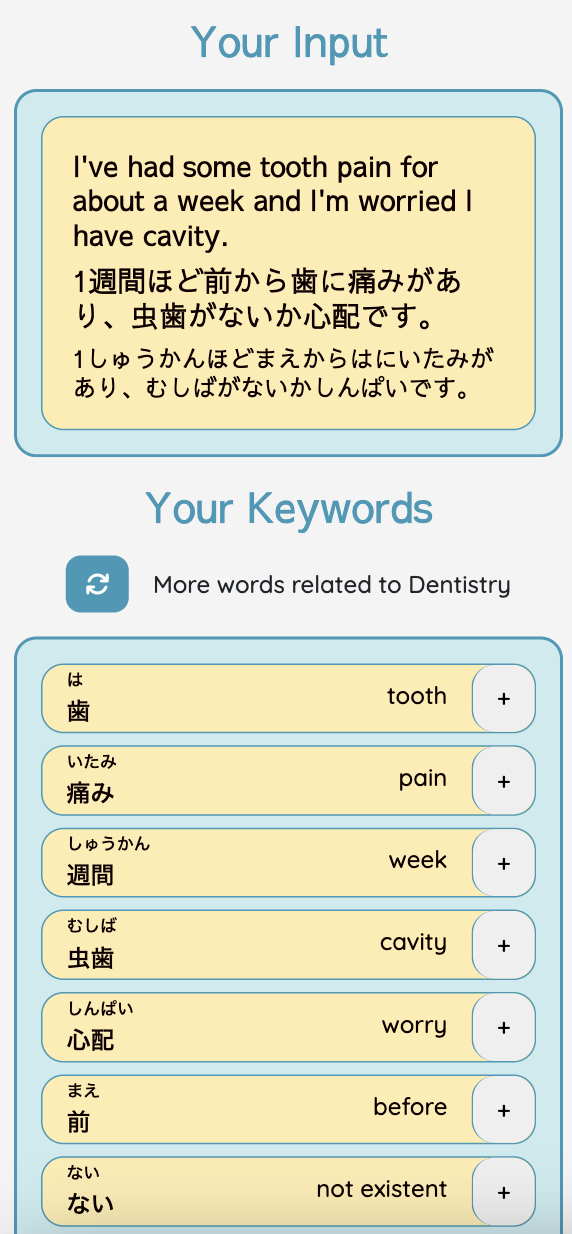 Your Input
I've had some tooth pain for
about a week and I'm worried I
have cavity.
1週間ほど前から歯に痛みがあ
り、虫歯がないか心配です。
1しゅうかんほどまえからはにいたみが
あり、むしばがないかしんぱいです。
Your Keywords
More words related to Dentistry
は
歯
tooth
+
いたみ
痛み
pain
+
しゅうかん
週間
week
+
むしば
虫歯
cavity
+
しんぱい
心配
worry
+
まえ
前
before
+
ない
ない
not existent
+